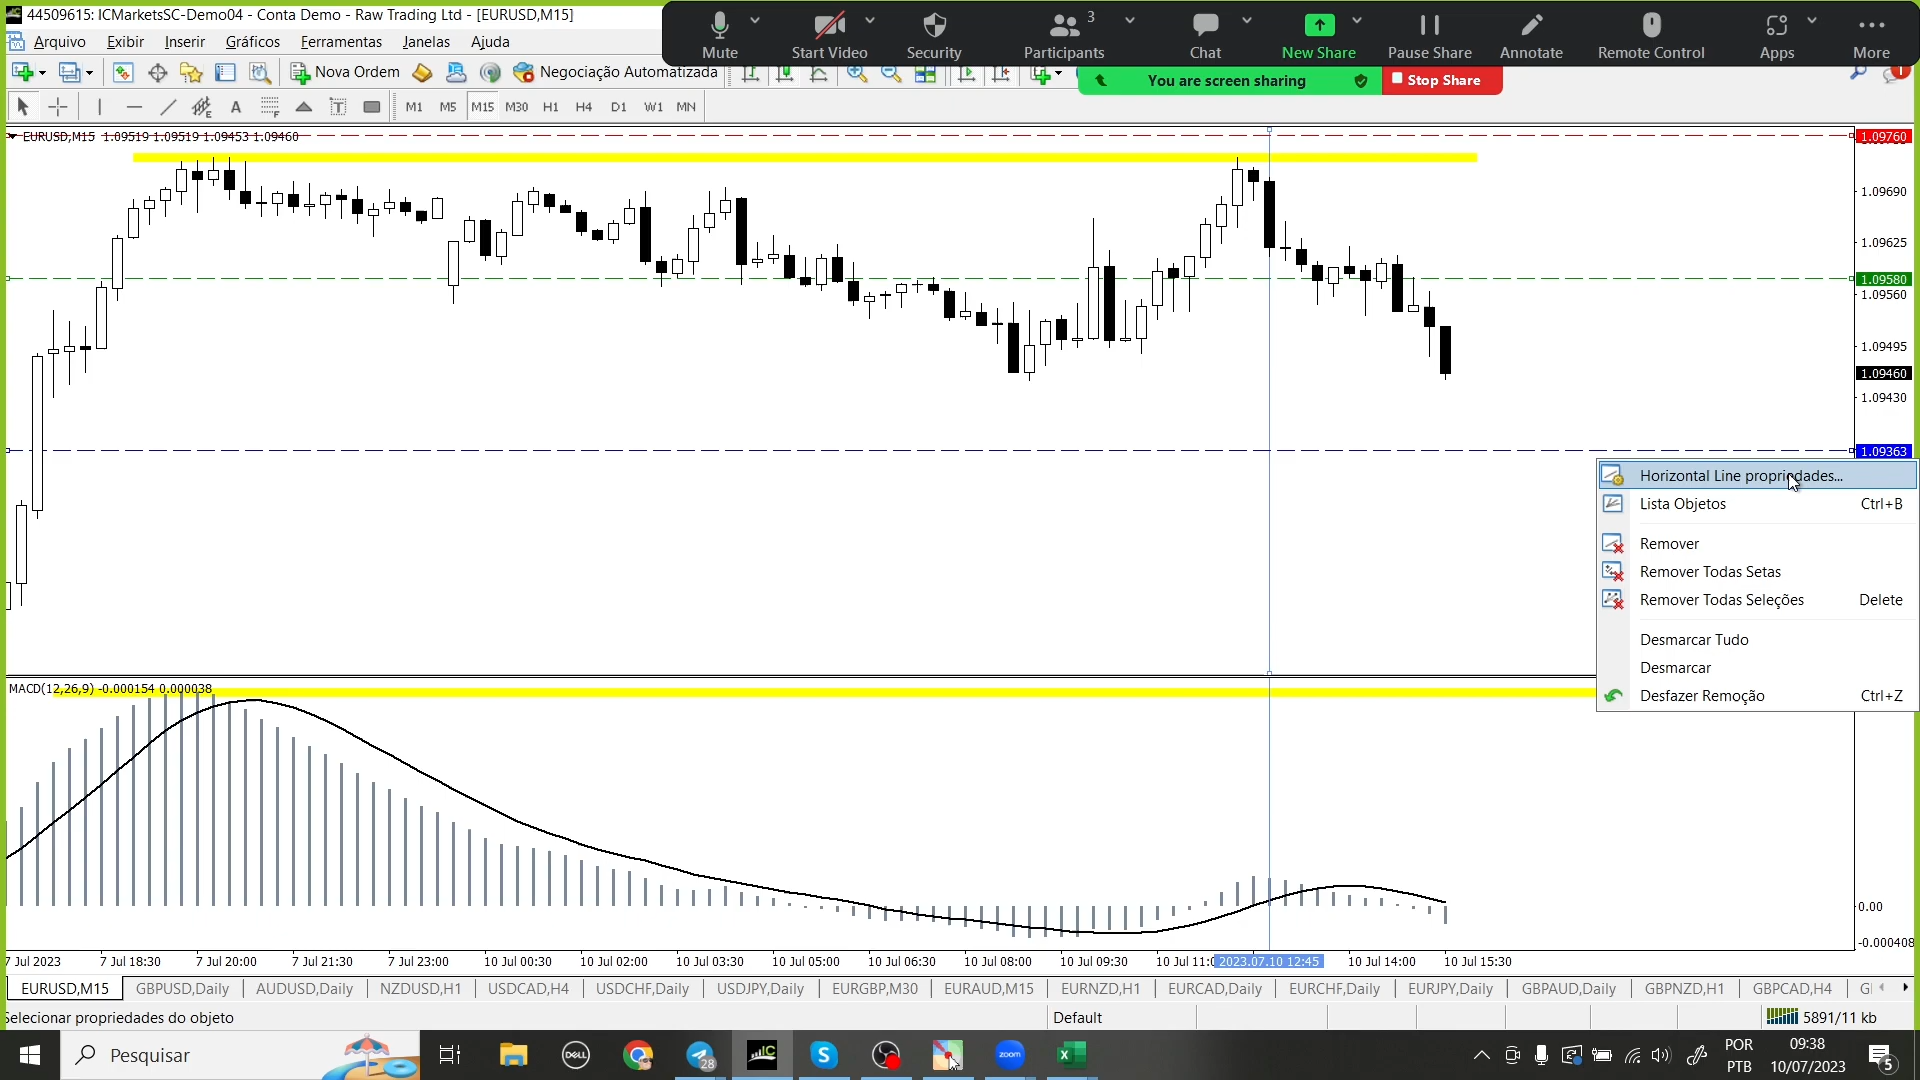 44509615: ICMarketsSC-Demo04 - Conta Demo - Raw Trading Ltd - [EURUSD,M15]
Mute Start Video Security Participants 3 Chat New Share Pause Share Annotate Remote Control Apps More
Arquivo Exibir Inserir Gráficos Ferramentas Janelas Ajuda
You are screen sharing Stop Share
Nova Ordem Negociação Automatizada 1
M1 M5 M15 M30 H1 H4 D1 W1 MN
EURUSD,M15 1.09519 1.09519 1.09453 1.09460
1.09760
1.09690
1.09625
1.09580
1.09560
1.09495
1.09460
1.09430
1.09363
Horizontal Line propriedades...
Lista Objetos Ctrl+B
Remover
Remover Todas Setas
Remover Todas Seleções Delete
Desmarcar Tudo
Desmarcar
Desfazer Remoção Ctrl+Z
MACD(12,26,9) -0.000154 0.000038
0.00
-0.000408
7 Jul 2023 7 Jul 18:30 7 Jul 20:00 7 Jul 21:30 7 Jul 23:00 10 Jul 00:30 10 Jul 02:00 10 Jul 03:30 10 Jul 05:00 10 Jul 06:30 10 Jul 08:00 10 Jul 09:30 10 Jul 11:0 2023.07.10 12:45 10 Jul 14:00 10 Jul 15:30
EURUSD,M15 GBPUSD,Daily AUDUSD,Daily NZDUSD,H1 USDCAD,H4 USDCHF,Daily USDJPY,Daily EURGBP,M30 EURAUD,M15 EURNZD,H1 EURCAD,Daily EURCHF,Daily EURJPY,Daily GBPAUD,Daily GBPNZD,H1 GBPCAD,H4
Selecionar propriedades do objeto Default 5891/11 kb
Pesquisar DELL 28 IC zoom POR 09:38
PTB 10/07/2023 5